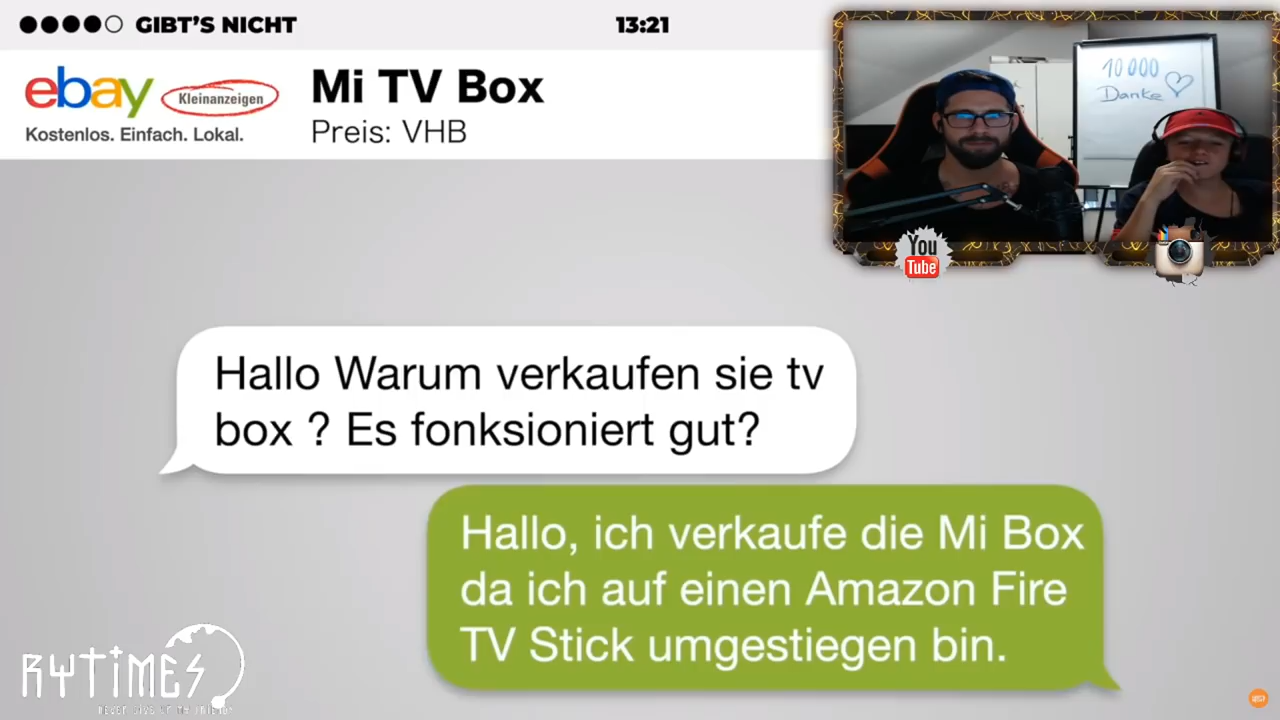 GIBT'S NICHT
13:21
ebay Kleinanzeigen
Kostenlos. Einfach. Lokal.
Mi TV Box
Preis: VHB
10 000
Danke
You
Tube
Hallo Warum verkaufen sie tv
box ? Es fonksioniert gut?
Hallo, ich verkaufe die Mi Box
da ich auf einen Amazon Fire
TV Stick umgestiegen bin.
RYTIMES